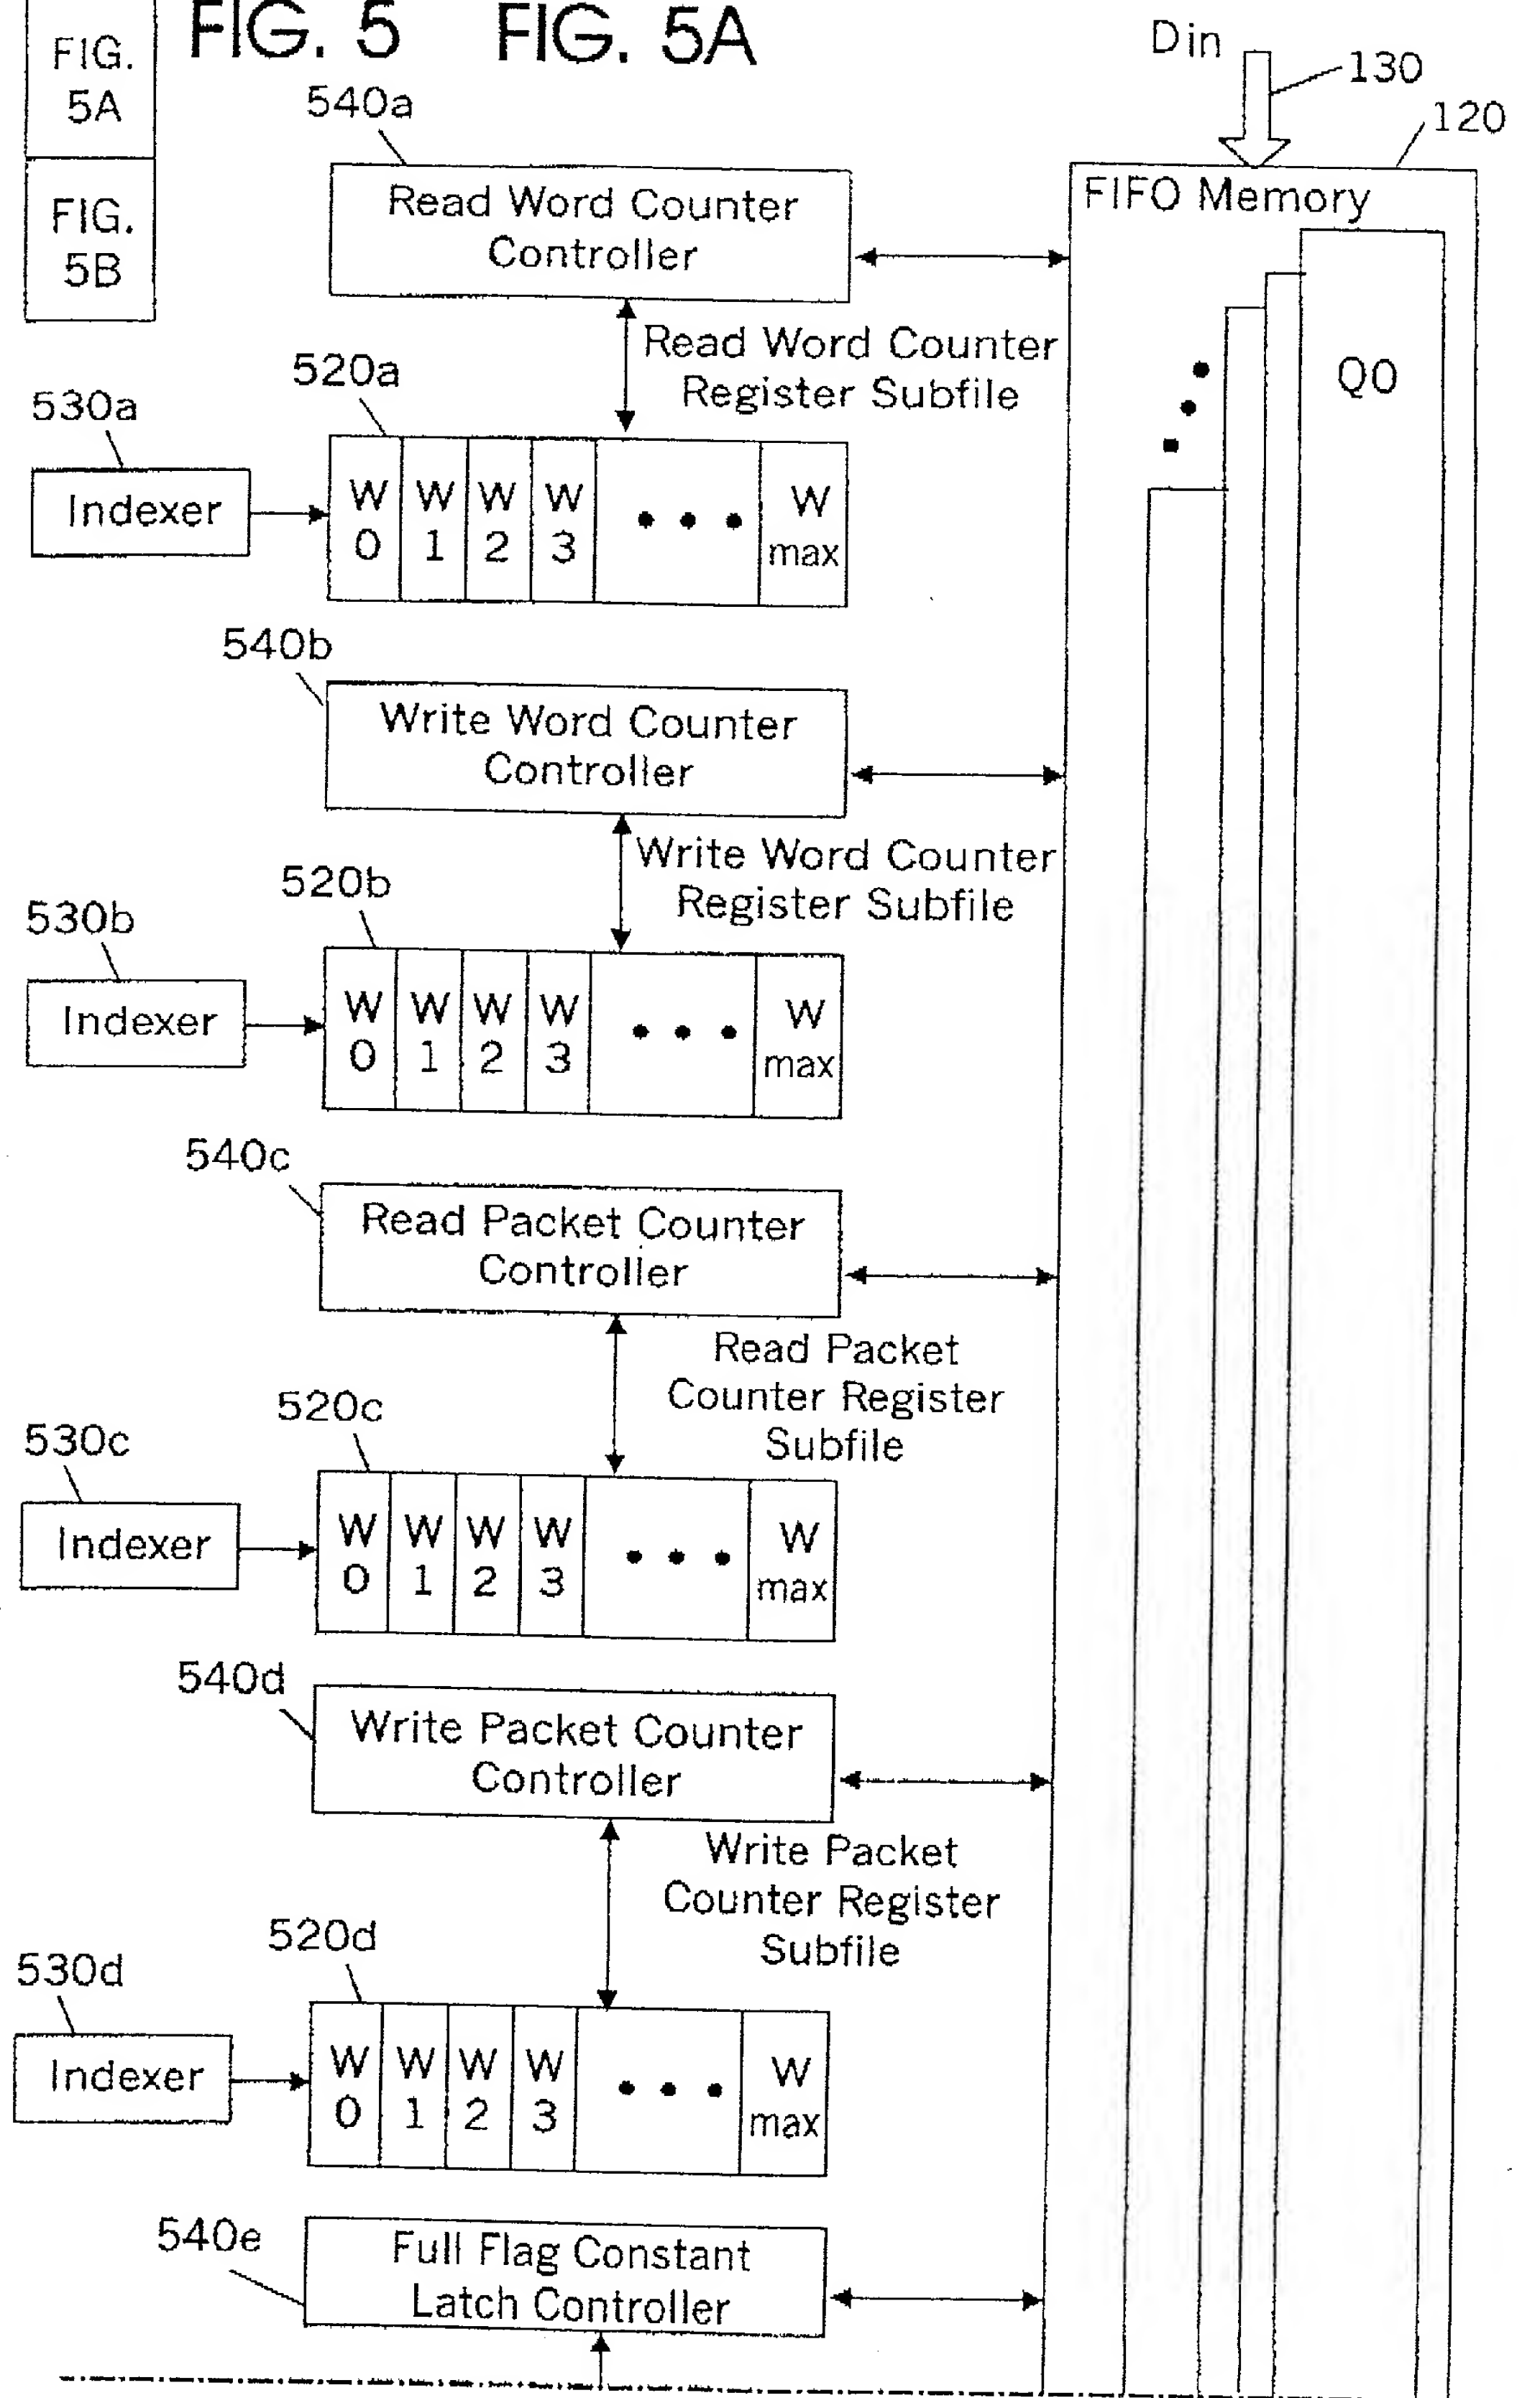 FIG. 5 FIG. 5A
FIG.
5A
FIG.
5B
Din
130
120
540a
Read Word Counter
Controller
FIFO Memory
Q0
Read Word Counter
Register Subfile
520a
530a
Indexer
W W W W W
0 1 2 3 • • • max
540b
Write Word Counter
Controller
Write Word Counter
Register Subfile
520b
530b
Indexer
W W W W W
0 1 2 3 • • • max
540c
Read Packet Counter
Controller
Read Packet
Counter Register
Subfile
520c
530c
Indexer
W W W W W
0 1 2 3 • • • max
540d
Write Packet Counter
Controller
Write Packet
Counter Register
Subfile
520d
530d
Indexer
W W W W W
0 1 2 3 • • • max
540e
Full Flag Constant
Latch Controller